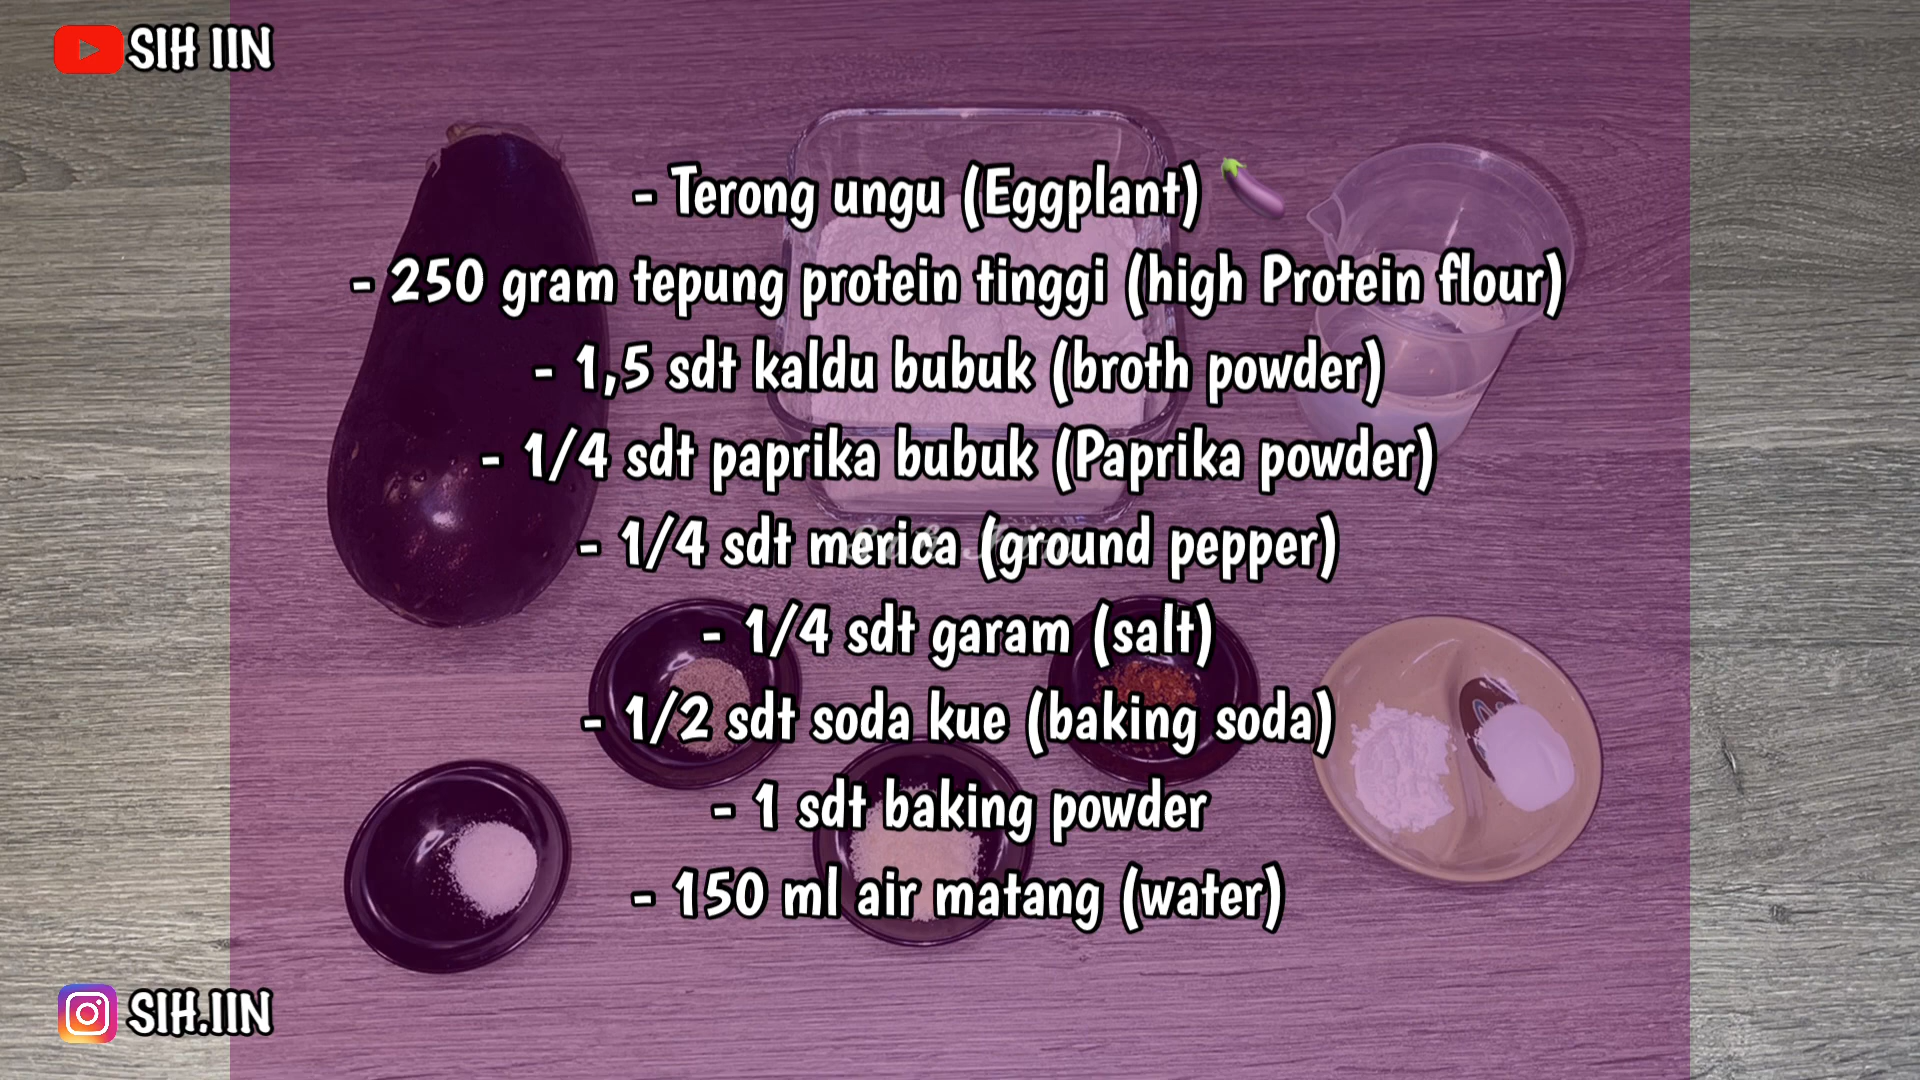 SIH IIN
- Terong ungu (Eggplant) 🍆
- 250 gram tepung protein tinggi (high Protein flour)
- 1,5 sdt kaldu bubuk (broth powder)
- 1/4 sdt paprika bubuk (Paprika powder)
- 1/4 sdt merica (ground pepper)
- 1/4 sdt garam (salt)
- 1/2 sdt soda kue (baking soda)
- 1 sdt baking powder
- 150 ml air matang (water)
SIH.IIN